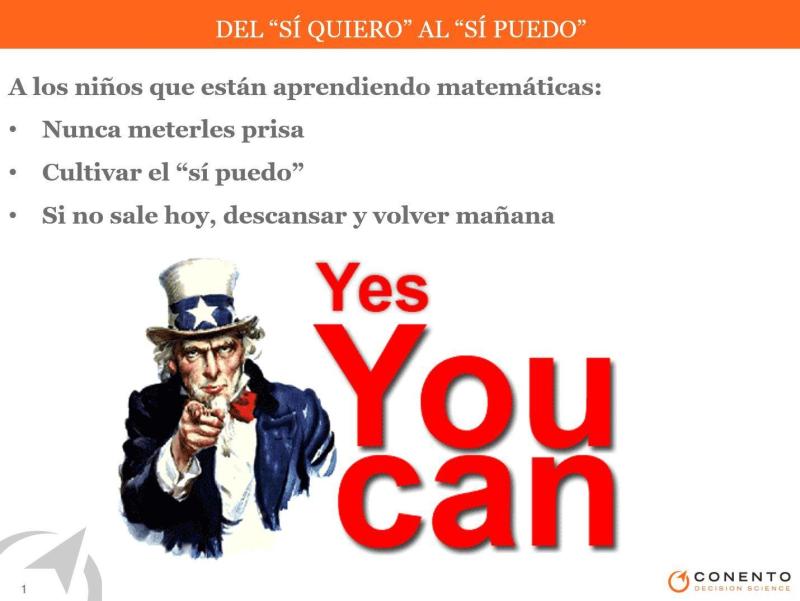 DEL “SÍ QUIERO” AL “SÍ PUEDO”
A los niños que están aprendiendo matemáticas:
• Nunca meterles prisa
• Cultivar el “sí puedo”
• Si no sale hoy, descansar y volver mañana
Yes
You
can
1
CONENTO
DECISION SCIENCE